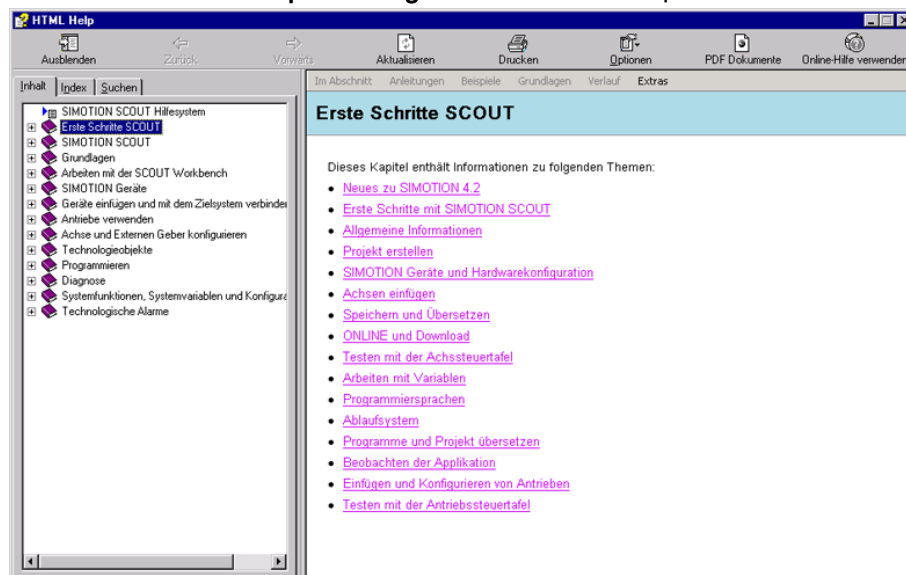 HTML Help
Ausblenden Zurück Vorwärts Aktualisieren Drucken Optionen PDF Dokumente Online-Hilfe verwenden
Inhalt Index Suchen
Im Abschnitt Anleitungen Beispiele Grundlagen Verlauf Extras
SIMOTION SCOUT Hilfesystem
Erste Schritte SCOUT
SIMOTION SCOUT
Grundlagen
Arbeiten mit der SCOUT Workbench
SIMOTION Geräte
Geräte einfügen und mit dem Zielsystem verbinden
Antriebe verwenden
Achse und Externen Geber konfigurieren
Technologieobjekte
Programmieren
Diagnose
Systemfunktionen, Systemvariablen und Konfigura
Technologische Alarme
Erste Schritte SCOUT
Dieses Kapitel enthält Informationen zu folgenden Themen:
• Neues zu SIMOTION 4.2
• Erste Schritte mit SIMOTION SCOUT
• Allgemeine Informationen
• Projekt erstellen
• SIMOTION Geräte und Hardwarekonfiguration
• Achsen einfügen
• Speichern und Übersetzen
• ONLINE und Download
• Testen mit der Achssteuertafel
• Arbeiten mit Variablen
• Programmiersprachen
• Ablaufsystem
• Programme und Projekt übersetzen
• Beobachten der Applikation
• Einfügen und Konfigurieren von Antrieben
• Testen mit der Antriebssteuertafel